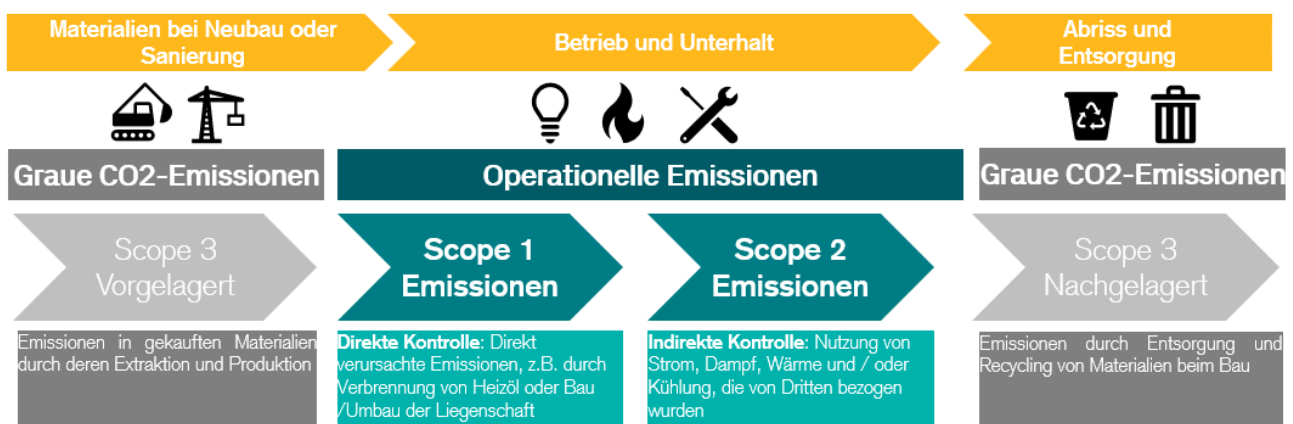 Materialien bei Neubau oder
Sanierung
Betrieb und Unterhalt
Abriss und
Entsorgung
Graue CO2-Emissionen
Operationelle Emissionen
Graue CO2-Emissionen
Scope 3
Vorgelagert
Scope 1
Emissionen
Scope 2
Emissionen
Scope 3
Nachgelagert
Emissionen in gekauften Materialien
durch deren Extraktion und Produktion
Direkte Kontrolle: Direkt
verursachte Emissionen, z.B. durch
Verbrennung von Heizöl oder Bau
/Umbau der Liegenschaft
Indirekte Kontrolle: Nutzung von
Strom, Dampf, Wärme und / oder
Kühlung, die von Dritten bezogen
wurden
Emissionen durch Entsorgung und
Recycling von Materialien beim Bau